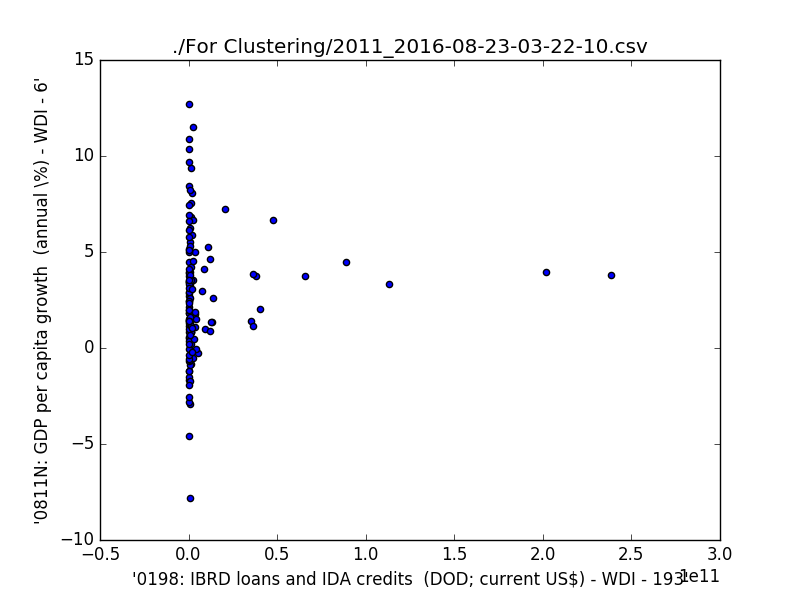 ./For Clustering/2011_2016-08-23-03-22-10.csv
15
10
5
0
−5
−10
'0811N: GDP per capita growth  (annual \%) - WDI - 6'
−0.5 0.0 0.5 1.0 1.5 2.0 2.5 3.0
1e11
'0198: IBRD loans and IDA credits  (DOD; current US$) - WDI - 193'